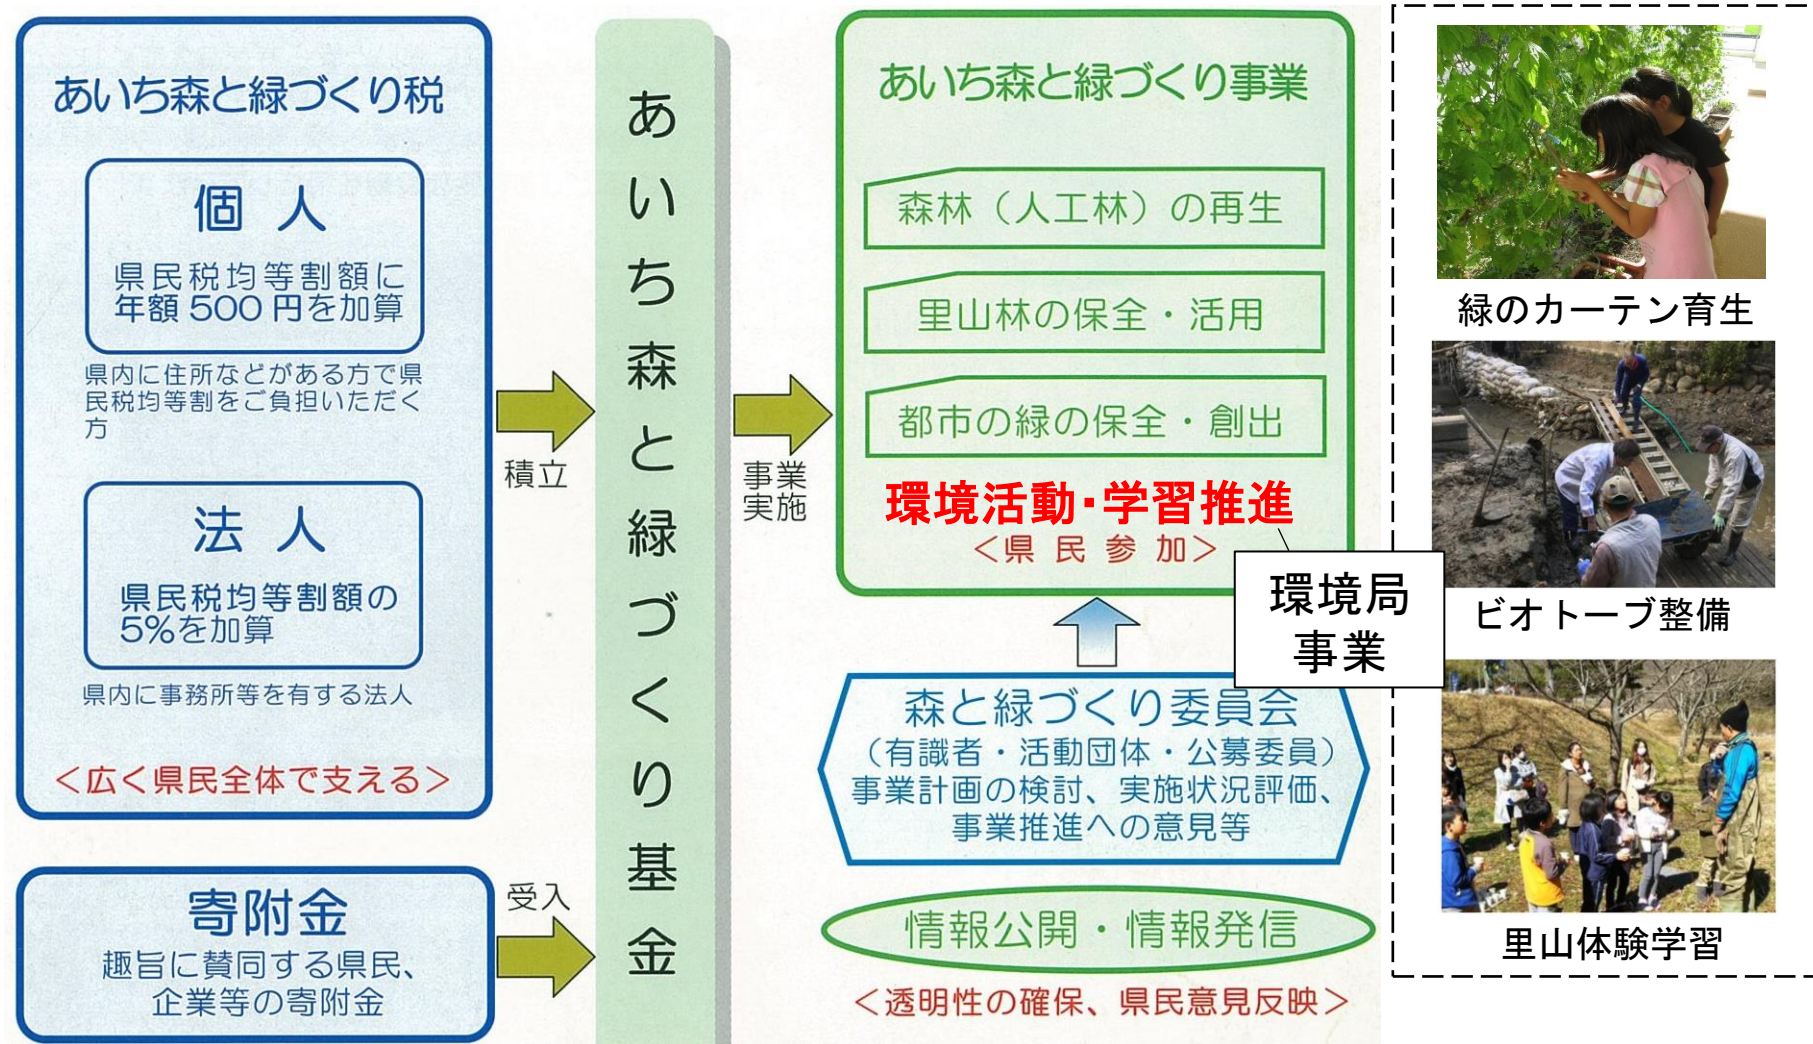 あいち森と緑づくり税
個人
県民税均等割額に
年額500円を加算
県内に住所などがある方で県
民税均等割をご負担いただく
方
法人
県民税均等割額の
5%を加算
県内に事務所等を有する法人
＜広く県民全体で支える＞
寄附金
趣旨に賛同する県民、
企業等の寄附金
積立
受入
あいち森と緑づくり基金
事業
実施
あいち森と緑づくり事業
森林（人工林）の再生
里山林の保全・活用
都市の緑の保全・創出
環境活動・学習推進
＜県民参加＞
環境局
事業
森と緑づくり委員会
（有識者・活動団体・公募委員）
事業計画の検討、実施状況評価、
事業推進への意見等
情報公開・情報発信
＜透明性の確保、県民意見反映＞
緑のカーテン育生
ビオトーブ整備
里山体験学習